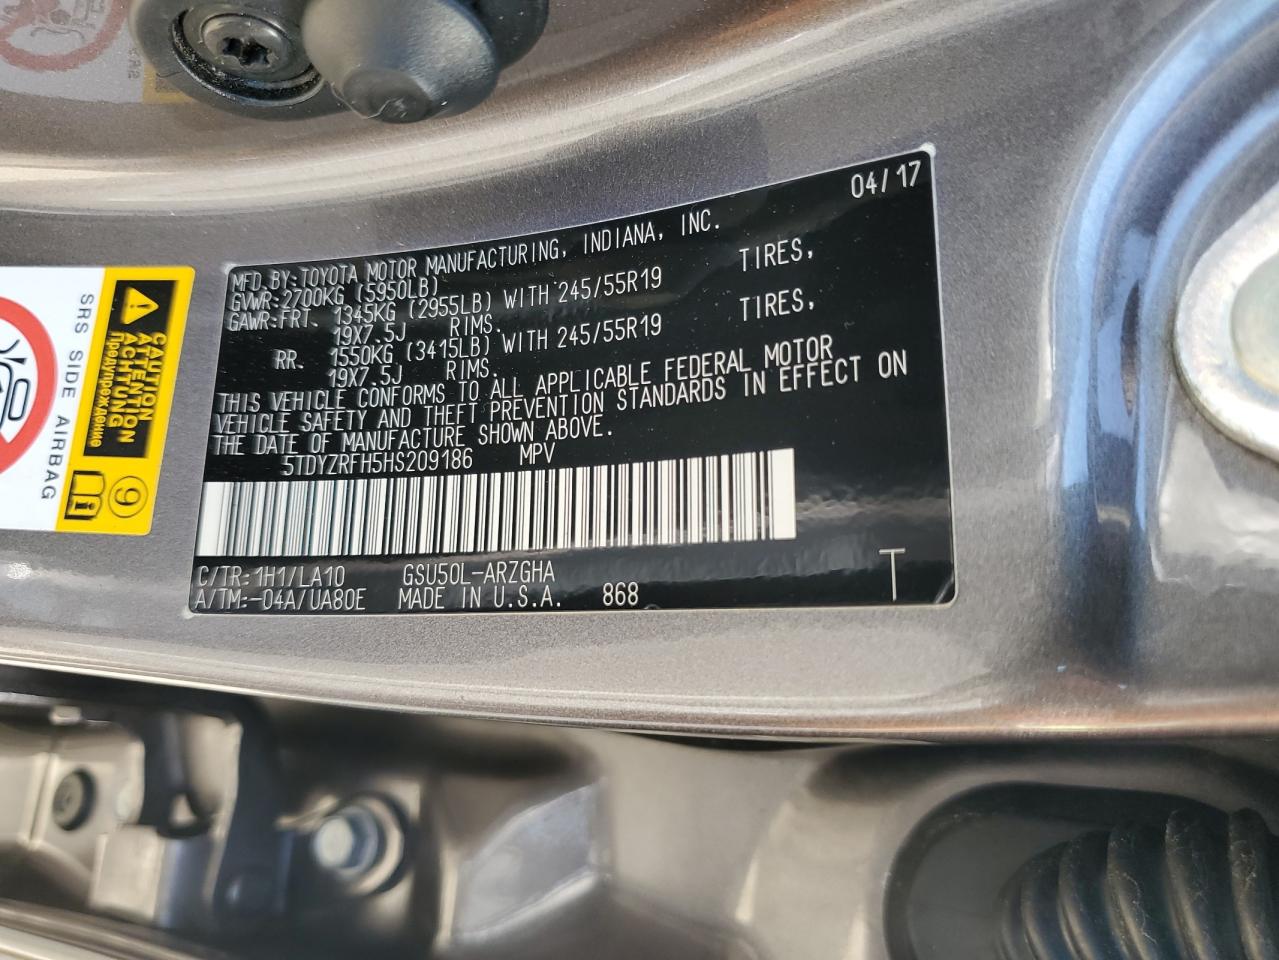 04/17
MFD.BY:TOYOTA MOTOR MANUFACTURING, INDIANA, INC.
GVWR:2700KG (5950LB)
GAWR:FRT. 1345KG (2955LB) WITH 245/55R19 TIRES,
19X7.5J RIMS.
RR. 1550KG (3415LB) WITH 245/55R19 TIRES,
19X7.5J RIMS.
THIS VEHICLE CONFORMS TO ALL APPLICABLE FEDERAL MOTOR
VEHICLE SAFETY AND THEFT PREVENTION STANDARDS IN EFFECT ON
THE DATE OF MANUFACTURE SHOWN ABOVE.
5TDYZRFH5HS209186 MPV
C/TR:1H1/LA10 GSU50L-ARZGHA
A/TM:-04A/UA80E MADE IN U.S.A. 868
T
CAUTION
ATTENTION
ACHTUNG
Предупреждение
SRS SIDE AIRBAG
9